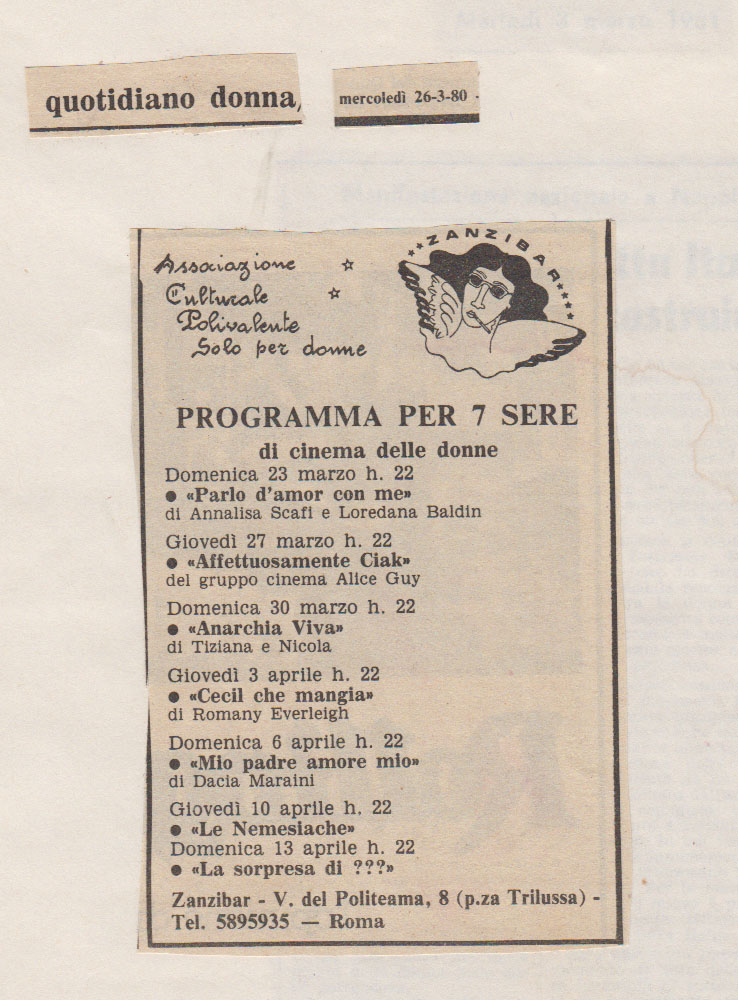 quotidiano donna,
mercoledì 26-3-80
ZANZIBAR
Associazione
Culturale
Polivalente
Solo per donne
PROGRAMMA PER 7 SERE
di cinema delle donne
Domenica 23 marzo h. 22
● «Parlo d'amor con me»
di Annalisa Scafi e Loredana Baldin
Giovedì 27 marzo h. 22
● «Affettuosamente Ciak»
del gruppo cinema Alice Guy
Domenica 30 marzo h. 22
● «Anarchia Viva»
di Tiziana e Nicola
Giovedì 3 aprile h. 22
● «Cecil che mangia»
di Romany Everleigh
Domenica 6 aprile h. 22
● «Mio padre amore mio»
di Dacia Maraini
Giovedì 10 aprile h. 22
● «Le Nemesiache»
Domenica 13 aprile h. 22
● «La sorpresa di ???»
Zanzibar - V. del Politeama, 8 (p.za Trilussa) -
Tel. 5895935 — Roma